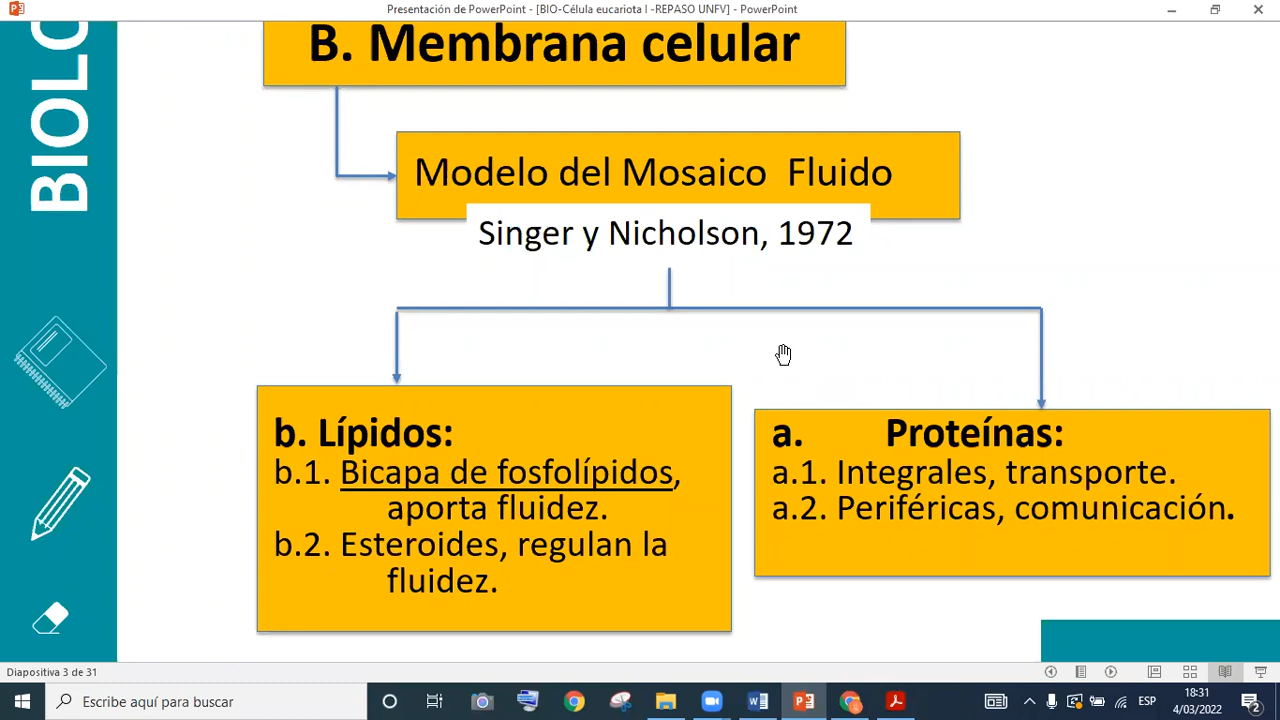 Presentación de PowerPoint - [BIO-Célula eucariota I -REPASO UNFV] - PowerPoint
BIOLO
B. Membrana celular
Modelo del Mosaico Fluido
Singer y Nicholson, 1972
b. Lípidos:
b.1. Bicapa de fosfolípidos,
aporta fluidez.
b.2. Esteroides, regulan la
fluidez.
a. Proteínas:
a.1. Integrales, transporte.
a.2. Periféricas, comunicación.
Diapositiva 3 de 31
Escribe aquí para buscar
ESP
18:31
4/03/2022
2